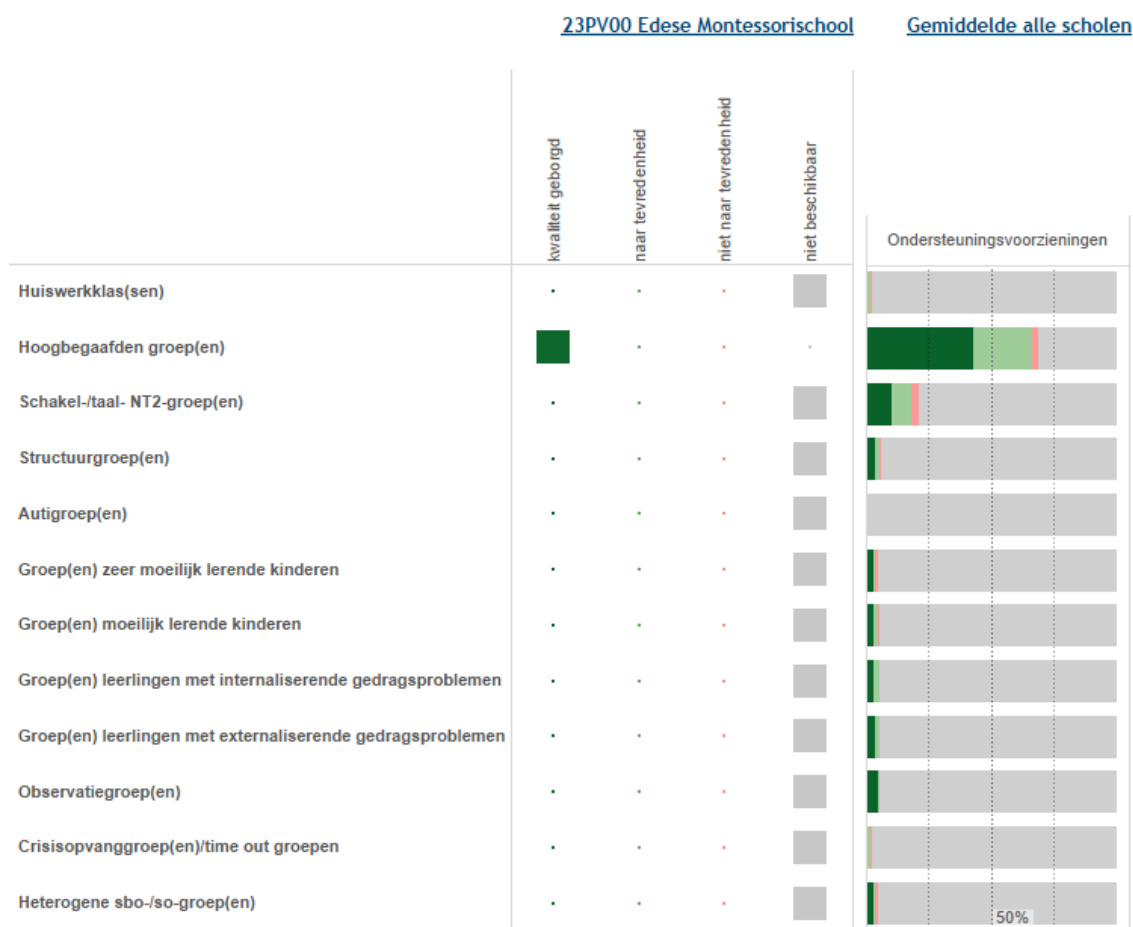 23PV00 Edese Montessorischool
Gemiddelde alle scholen
kwaliteit geborgd
naar tevredenheid
niet naar tevredenheid
niet beschikbaar
Ondersteuningsvoorzieningen
Huiswerkklas(sen)
Hoogbegaafden groep(en)
Schakel-/taal- NT2-groep(en)
Structuurgroep(en)
Autigroep(en)
Groep(en) zeer moeilijk lerende kinderen
Groep(en) moeilijk lerende kinderen
Groep(en) leerlingen met internaliserende gedragsproblemen
Groep(en) leerlingen met externaliserende gedragsproblemen
Observatiegroep(en)
Crisisopvanggroep(en)/time out groepen
Heterogene sbo-/so-groep(en)
50%